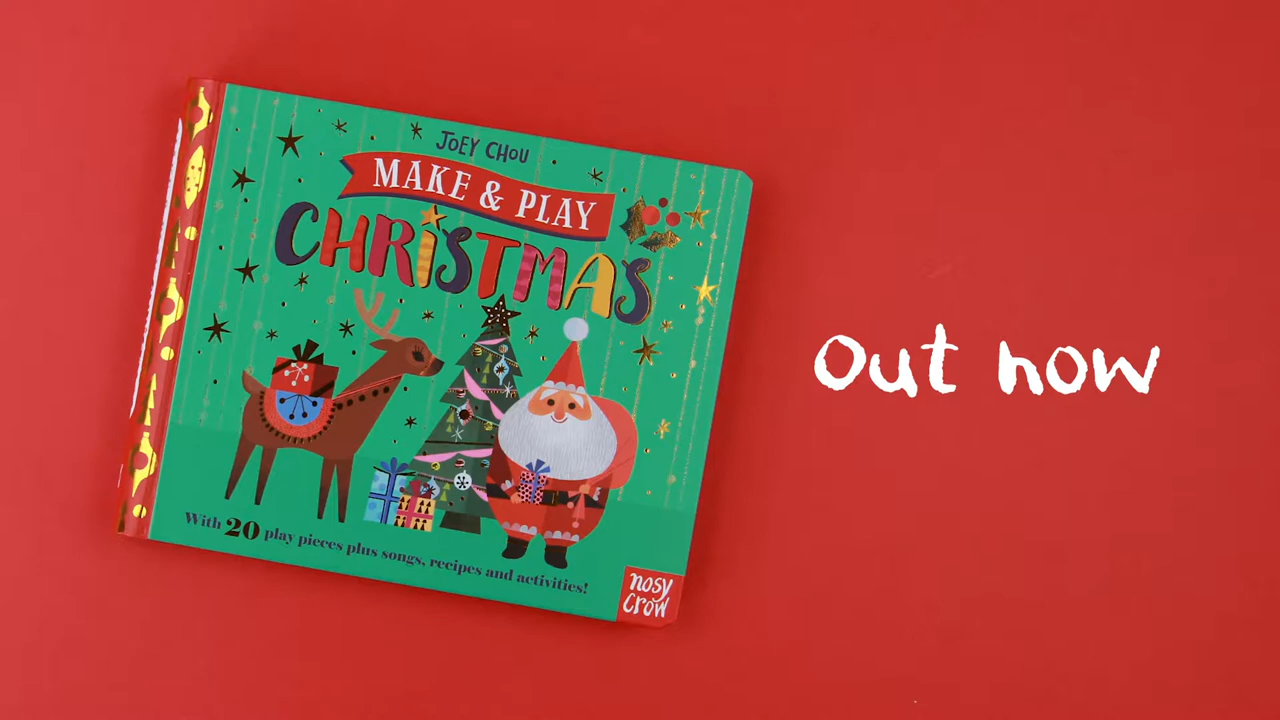 JOEY CHOU
MAKE & PLAY
CHRISTMAS
With 20 play pieces plus songs, recipes and activities!
nosy
crow
Out now